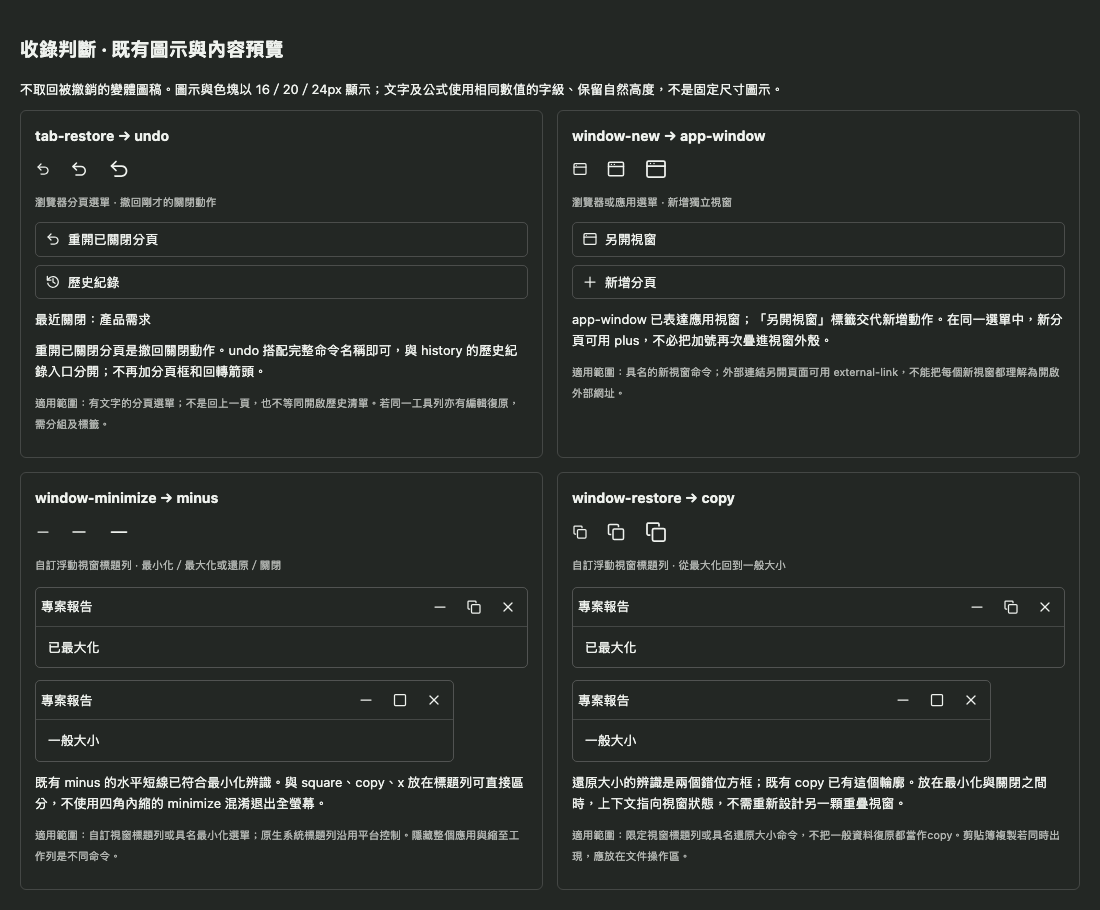 收錄判斷 · 既有圖示與內容預覽
不取回被撤銷的變體圖稿。圖示與色塊以 16 / 20 / 24px 顯示；文字及公式使用相同數值的字級、保留自然高度，不是固定尺寸圖示。
tab-restore → undo
瀏覽器分頁選單 · 撤回剛才的關閉動作
重開已關閉分頁
歷史紀錄
最近關閉：產品需求
重開已關閉分頁是撤回關閉動作。undo 搭配完整命令名稱即可，與 history 的歷史紀
錄入口分開；不再加分頁框和回轉箭頭。
適用範圍：有文字的分頁選單；不是回上一頁，也不等同開啟歷史清單。若同一工具列亦有編輯復原，
需分組及標籤。
window-new → app-window
瀏覽器或應用選單 · 新增獨立視窗
另開視窗
新增分頁
app-window 已表達應用視窗；「另開視窗」標籤交代新增動作。在同一選單中，新分
頁可用 plus，不必把加號再次疊進視窗外殼。
適用範圍：具名的新視窗命令；外部連結另開頁面可用 external-link，不能把每個新視窗都理解為開啟
外部網址。
window-minimize → minus
自訂浮動視窗標題列 · 最小化 / 最大化或還原 / 關閉
專案報告
已最大化
專案報告
一般大小
既有 minus 的水平短線已符合最小化辨識。與 square、copy、x 放在標題列可直接區
分，不使用四角內縮的 minimize 混淆退出全螢幕。
適用範圍：自訂視窗標題列或具名最小化選單；原生系統標題列沿用平台控制。隱藏整個應用與縮至工
作列是不同命令。
window-restore → copy
自訂浮動視窗標題列 · 從最大化回到一般大小
專案報告
已最大化
專案報告
一般大小
還原大小的辨識是兩個錯位方框；既有 copy 已有這個輪廓。放在最小化與關閉之間
時，上下文指向視窗狀態，不需重新設計另一顆重疊視窗。
適用範圍：限定視窗標題列或具名還原大小命令，不把一般資料復原都當作copy。剪貼簿複製若同時出
現，應放在文件操作區。